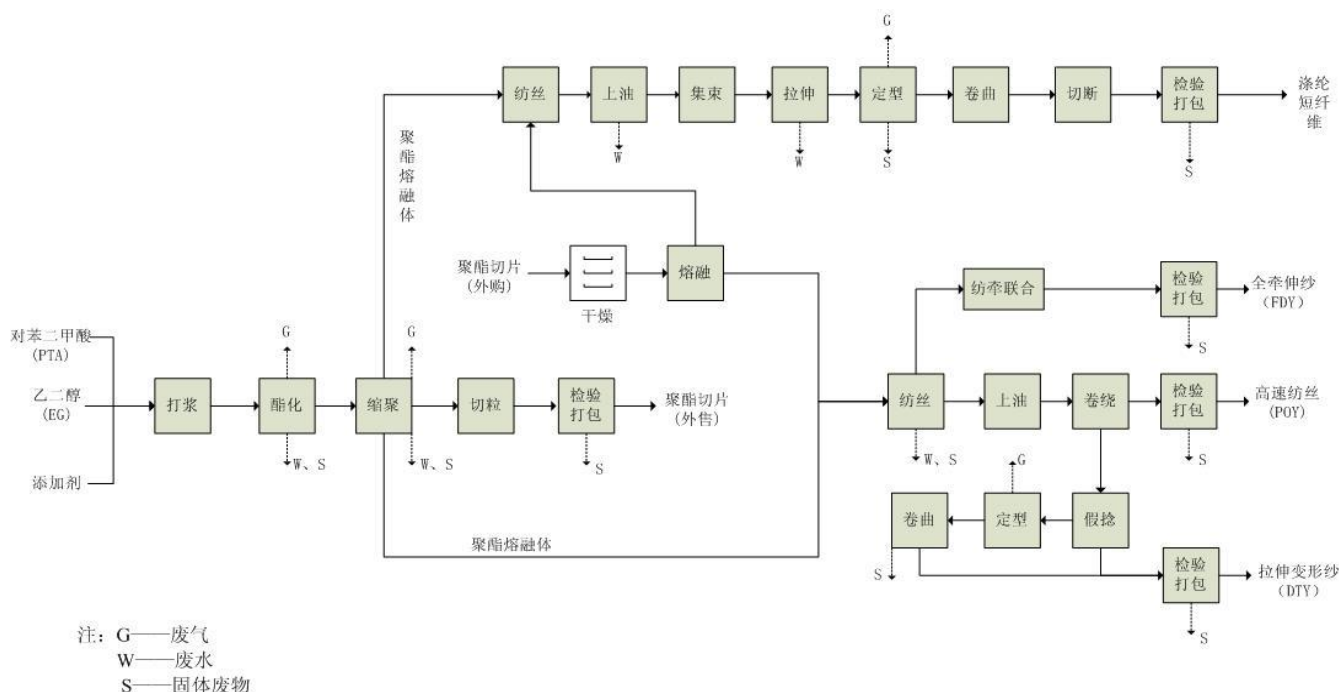 G
纺丝
上油
集束
拉伸
定型
卷曲
切断
检验
打包
涤纶
短纤
维
W
W
S
S
聚
酯
熔
融
体
聚酯切片
(外购)
干燥
熔融
纺牵联合
检验
打包
全牵伸纱
(FDY)
S
对苯二甲酸
(PTA)
乙二醇
(EG)
添加剂
G
G
打浆
酯化
缩聚
切粒
检验
打包
聚酯切片
(外售)
W、S
W、S
S
纺丝
上油
卷绕
检验
打包
高速纺丝
(POY)
W、S
G
S
卷曲
定型
假捻
聚酯熔融体
S
检验
打包
拉伸变形纱
(DTY)
S
注：G——废气
W——废水
S——固体废物